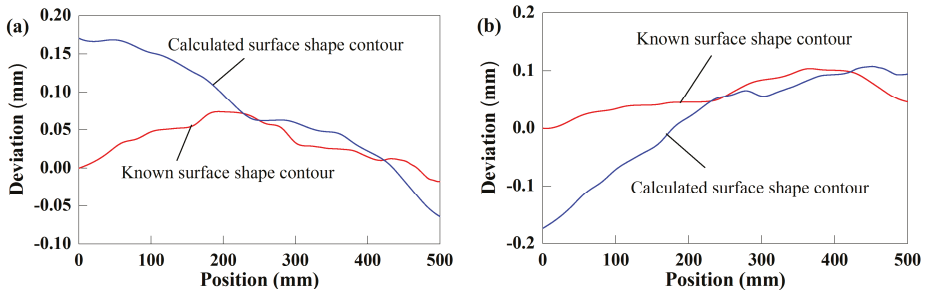 (a)
Deviation (mm)
0.20
0.15
0.10
0.05
0.00
-0.05
-0.10
Calculated surface shape contour
Known surface shape contour
0
100
200
300
400
500
Position (mm)
(b)
Deviation (mm)
0.2
0.1
0.0
-0.1
-0.2
Known surface shape contour
Calculated surface shape contour
0
100
200
300
400
500
Position (mm)